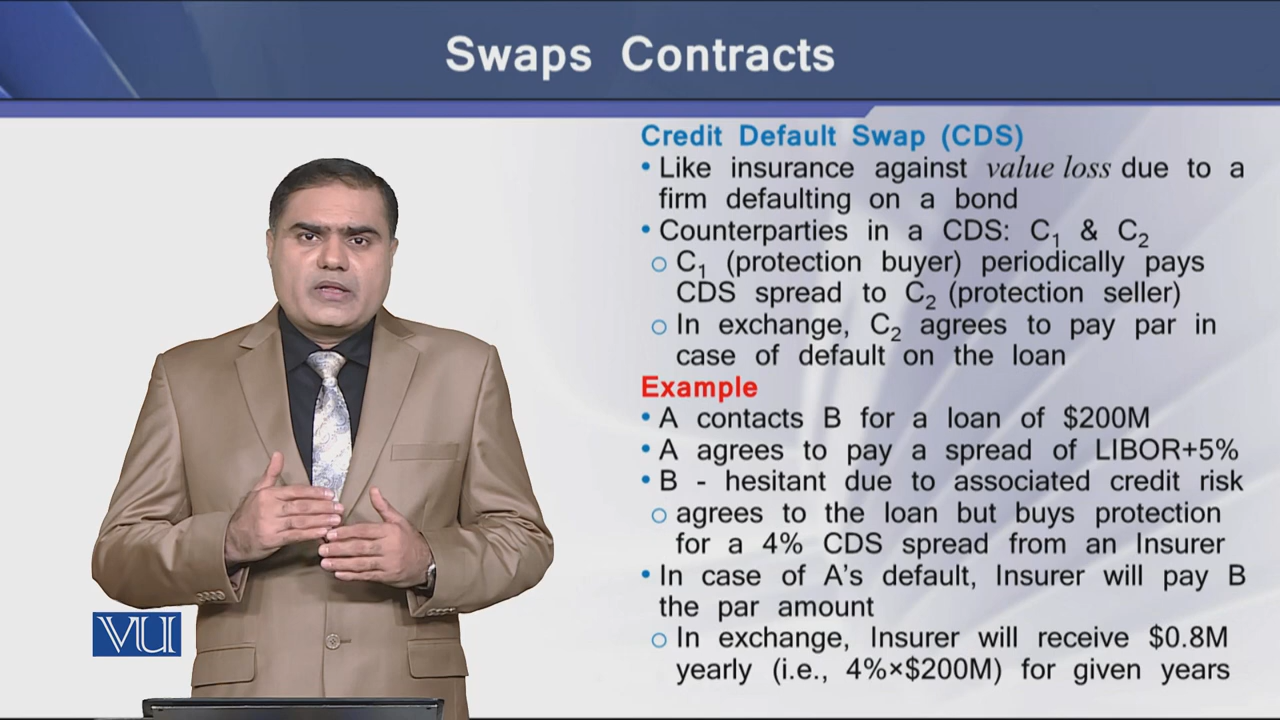 Swaps Contracts
Credit Default Swap (CDS)
• Like insurance against value loss due to a
firm defaulting on a bond
• Counterparties in a CDS: C₁ & C₂
○ C₁ (protection buyer) periodically pays
CDS spread to C₂ (protection seller)
○ In exchange, C₂ agrees to pay par in
case of default on the loan
Example
• A contacts B for a loan of $200M
• A agrees to pay a spread of LIBOR+5%
• B - hesitant due to associated credit risk
○ agrees to the loan but buys protection
for a 4% CDS spread from an Insurer
• In case of A's default, Insurer will pay B
the par amount
○ In exchange, Insurer will receive $0.8M
yearly (i.e., 4%×$200M) for given years
VU